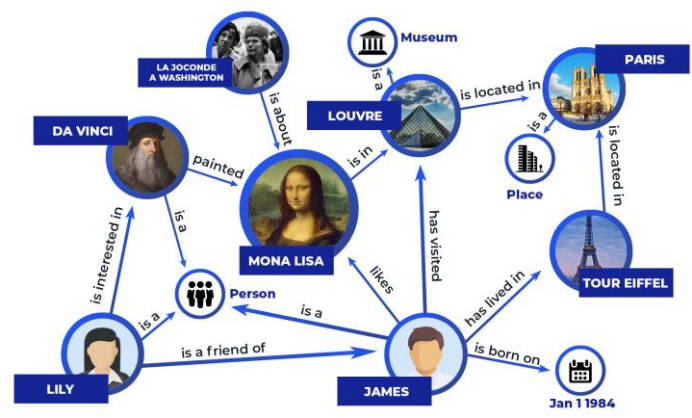 Museum
LA JOCONDE
A WASHINGTON
PARIS
is a
is located in
LOUVRE
is about
DA VINCI
is a
is located in
painted
is in
Place
MONA LISA
is a
has visited
is interested in
TOUR EIFFEL
likes
has lived in
Person
is a
is a
is a friend of
is born on
LILY
JAMES
Jan 1 1984